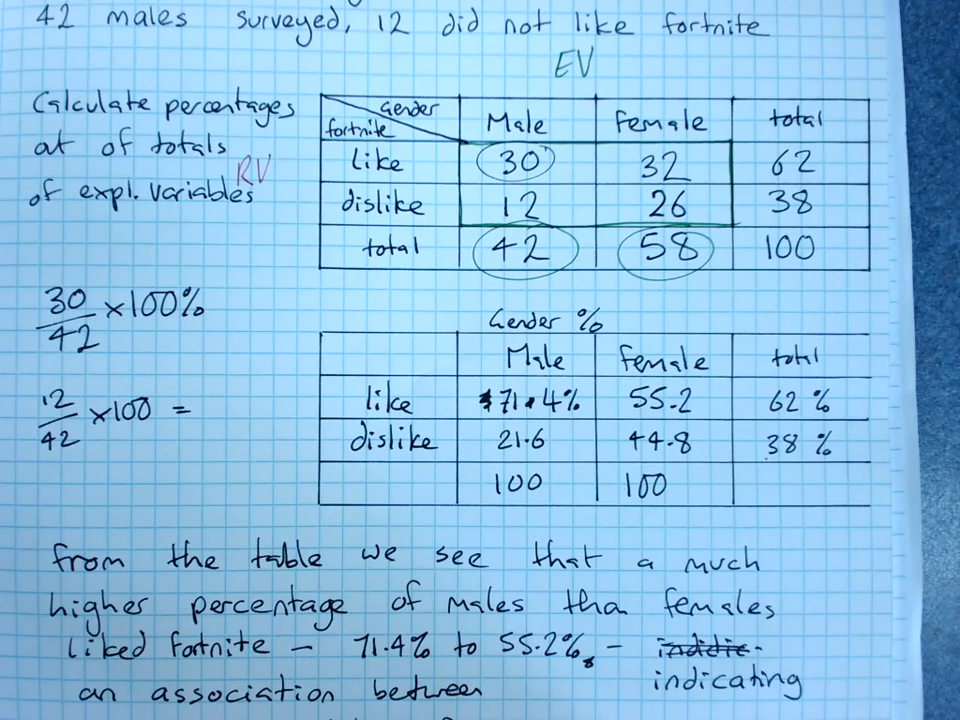 42 males surveyed, 12 did not like fortnite
EV
Calculate percentages
at of totals
RV
of expl. variables
Gender
fortnite
Male female total
like 30 32 62
dislike 12 26 38
total 42 58 100
30/42 ×100%
12/42 ×100 =
Gender %
Male female total
like 71.4% 55.2 62 %
dislike 21.6 44.8 38 %
100 100
from the table we see that a much
higher percentage of males than females
liked fortnite – 71.4% to 55.2%, –
indicating
an association between